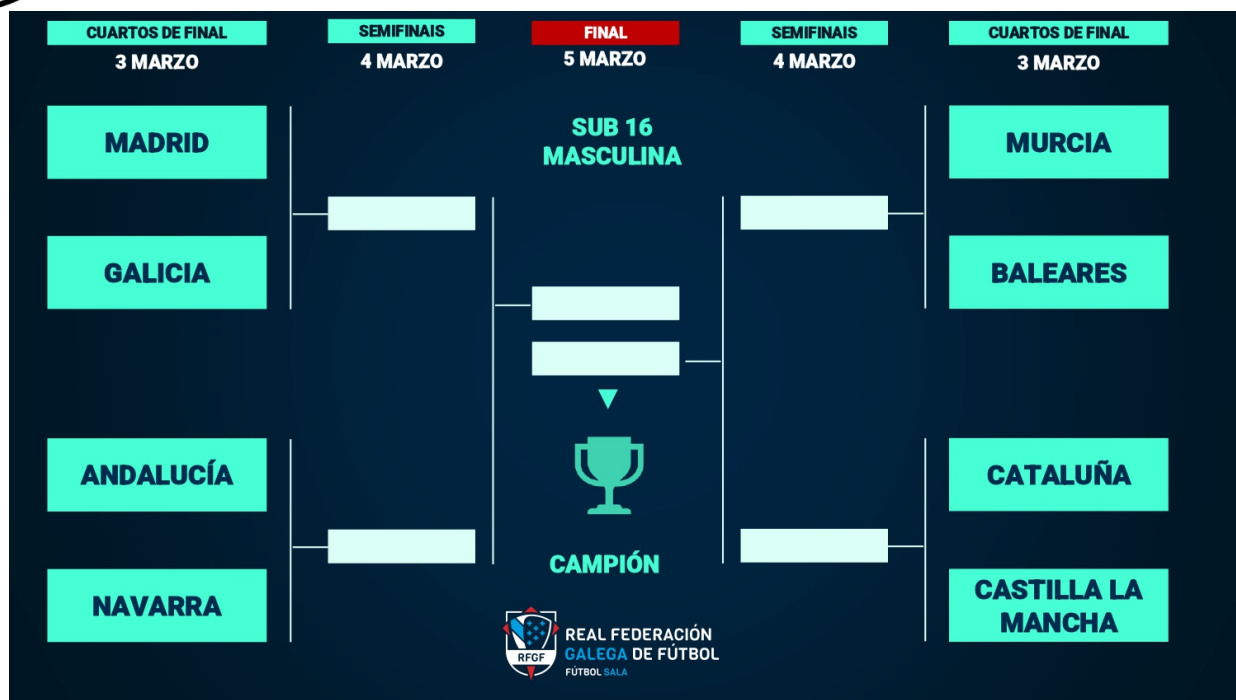 CUARTOS DE FINAL
3 MARZO
SEMIFINAIS
4 MARZO
FINAL
5 MARZO
SEMIFINAIS
4 MARZO
CUARTOS DE FINAL
3 MARZO
SUB 16
MASCULINA
MADRID
GALICIA
ANDALUCÍA
NAVARRA
MURCIA
BALEARES
CATALUÑA
CASTILLA LA
MANCHA
CAMPIÓN
RFGF
REAL FEDERACIÓN
GALEGA DE FÚTBOL
FÚTBOL SALA